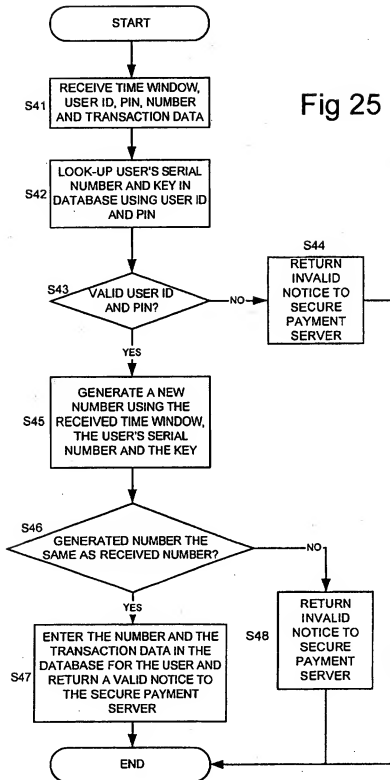 START
Fig 25
S41
RECEIVE TIME WINDOW,
USER ID, PIN, NUMBER
AND TRANSACTION DATA
S42
LOOK-UP USER'S SERIAL
NUMBER AND KEY IN
DATABASE USING USER ID
AND PIN
S43
VALID USER ID
AND PIN?
NO
S44
RETURN
INVALID
NOTICE TO
SECURE
PAYMENT
SERVER
YES
S45
GENERATE A NEW
NUMBER USING THE
RECEIVED TIME WINDOW,
THE USER'S SERIAL
NUMBER AND THE KEY
S46
GENERATED NUMBER THE
SAME AS RECEIVED NUMBER?
NO
YES
S47
ENTER THE NUMBER AND THE
TRANSACTION DATA IN THE
DATABASE FOR THE USER AND
RETURN A VALID NOTICE TO
THE SECURE PAYMENT
SERVER
S48
RETURN
INVALID
NOTICE TO
SECURE
PAYMENT
SERVER
END